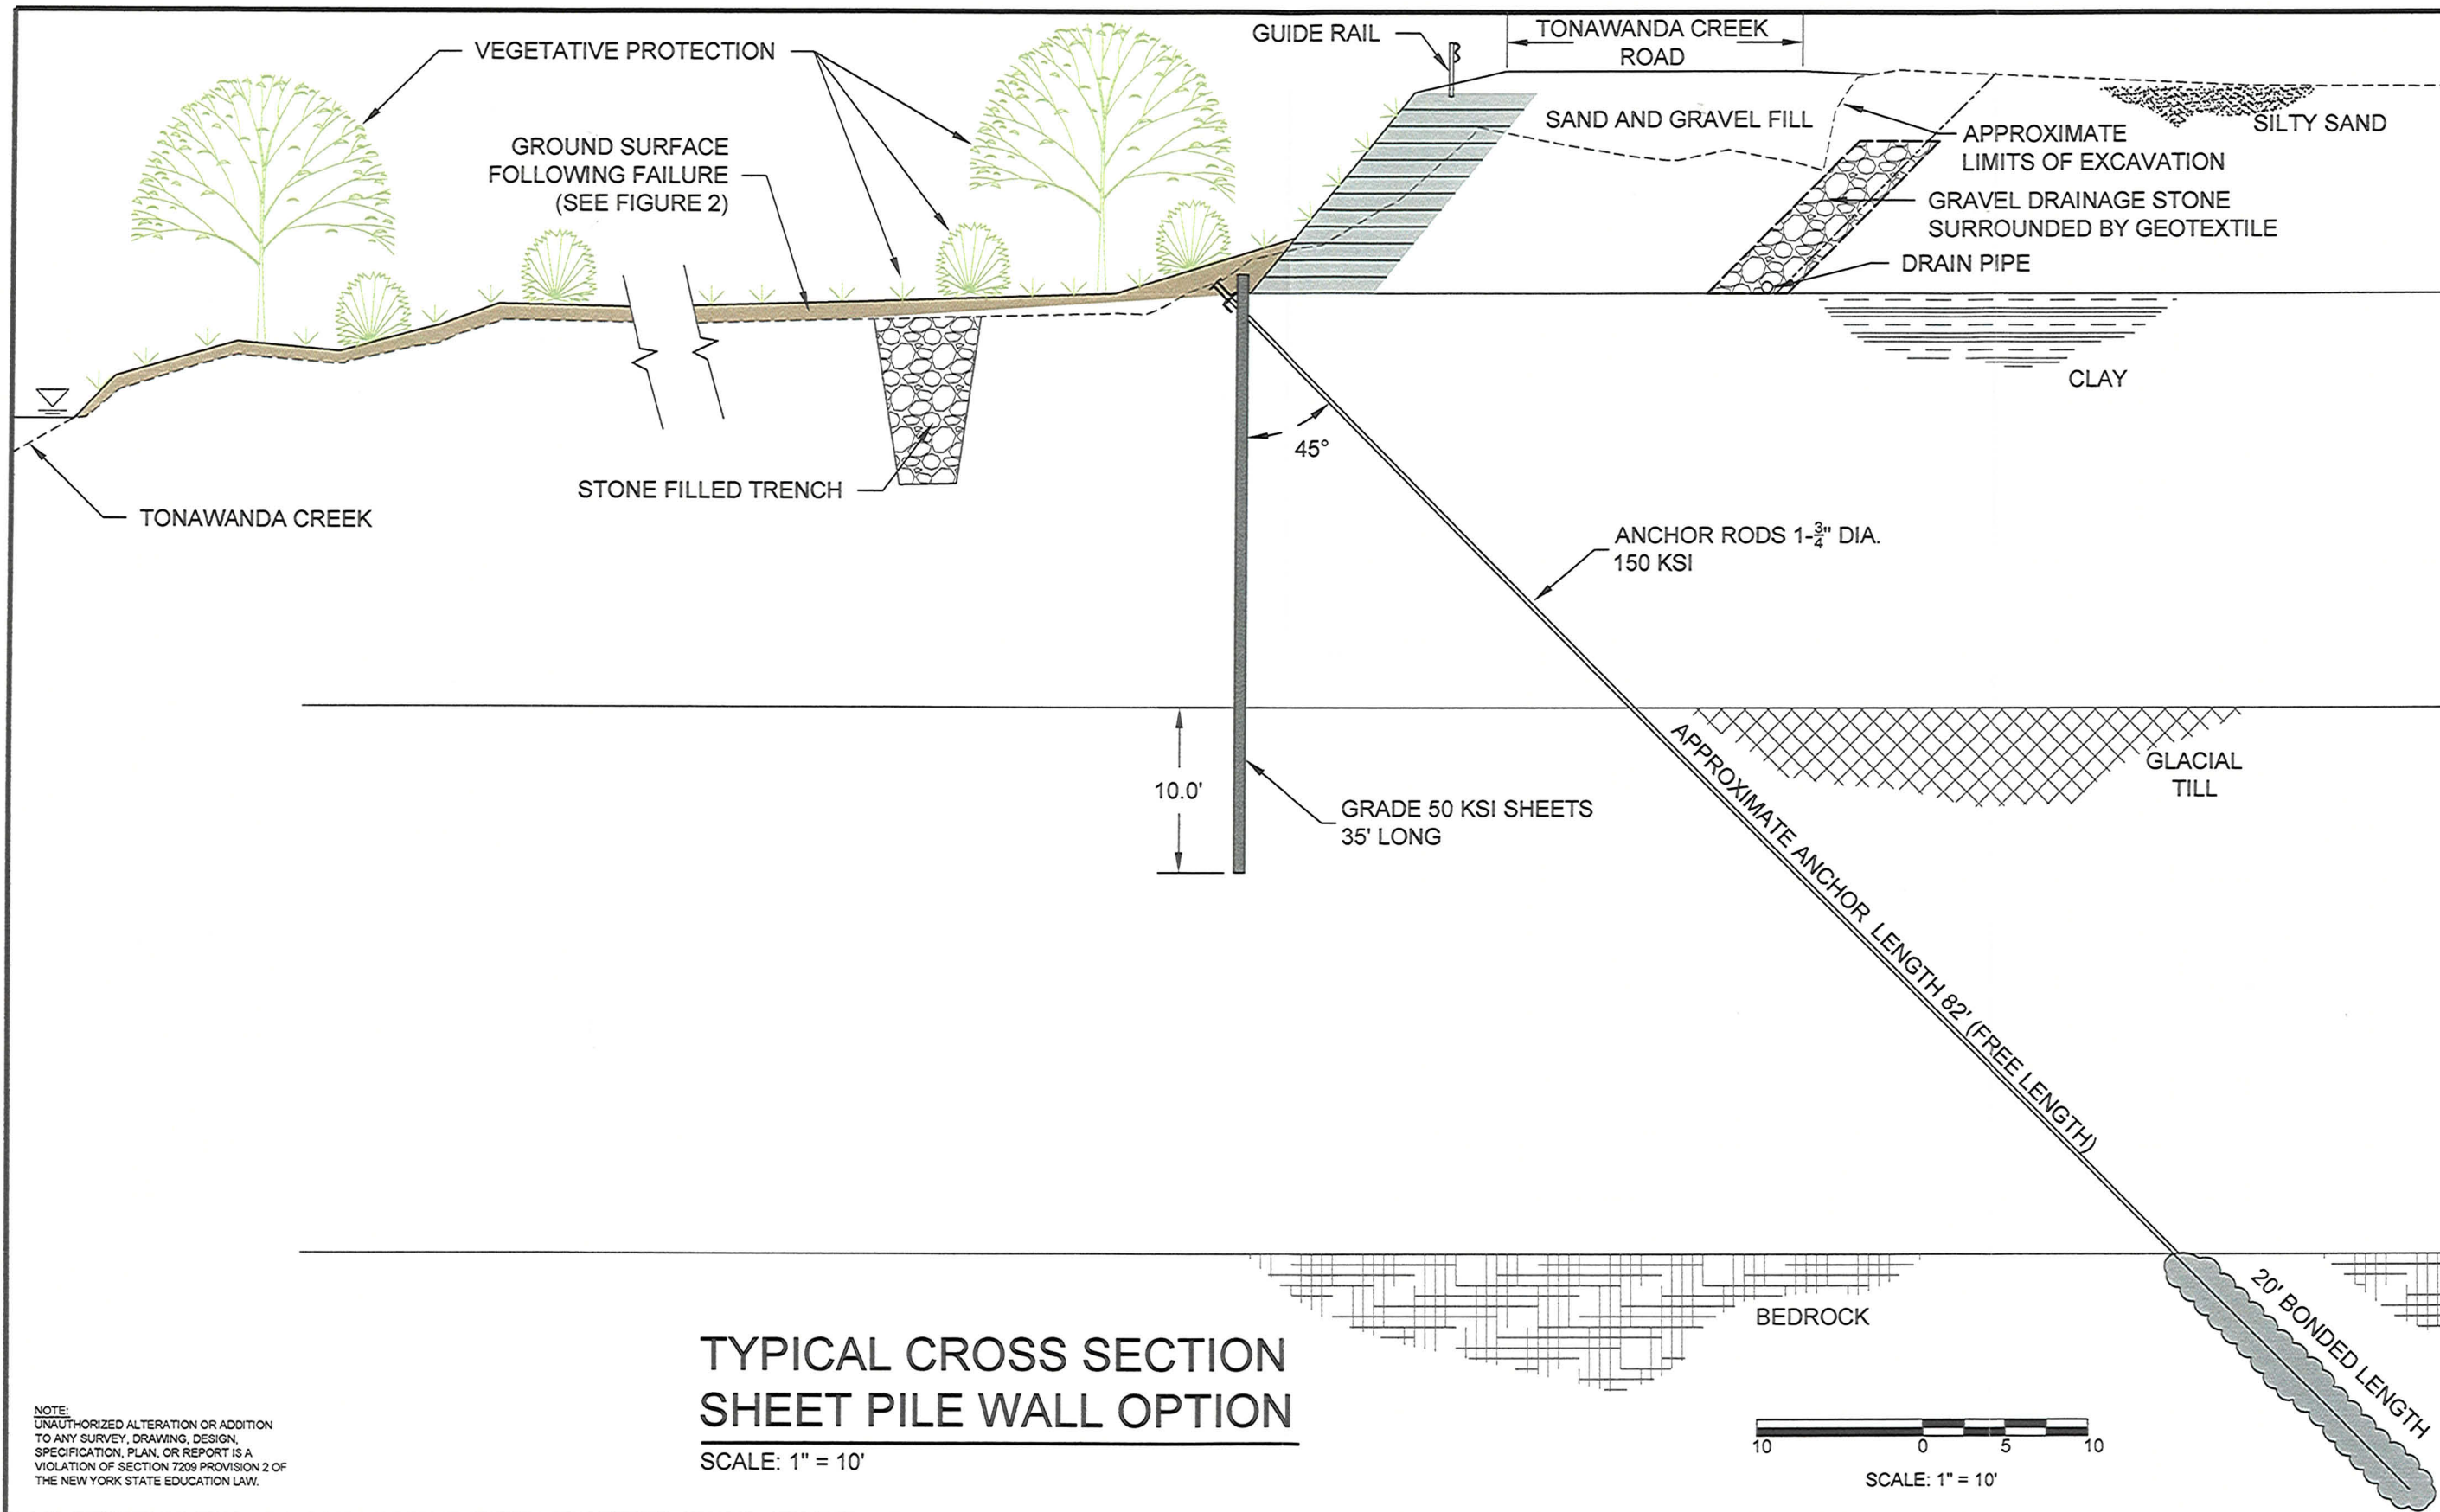 VEGETATIVE PROTECTION
GUIDE RAIL
TONAWANDA CREEK
ROAD
GROUND SURFACE
FOLLOWING FAILURE
(SEE FIGURE 2)
SAND AND GRAVEL FILL
SILTY SAND
APPROXIMATE
LIMITS OF EXCAVATION
GRAVEL DRAINAGE STONE
SURROUNDED BY GEOTEXTILE
DRAIN PIPE
CLAY
45°
STONE FILLED TRENCH
TONAWANDA CREEK
ANCHOR RODS 1-3/4" DIA.
150 KSI
APPROXIMATE ANCHOR LENGTH 82' (FREE LENGTH)
GLACIAL
TILL
10.0'
GRADE 50 KSI SHEETS
35' LONG
20' BONDED LENGTH
BEDROCK
TYPICAL CROSS SECTION
SHEET PILE WALL OPTION
SCALE: 1" = 10'
10 0 5 10
SCALE: 1" = 10'
NOTE:
UNAUTHORIZED ALTERATION OR ADDITION
TO ANY SURVEY, DRAWING, DESIGN,
SPECIFICATION, PLAN, OR REPORT IS A
VIOLATION OF SECTION 7209 PROVISION 2 OF
THE NEW YORK STATE EDUCATION LAW.